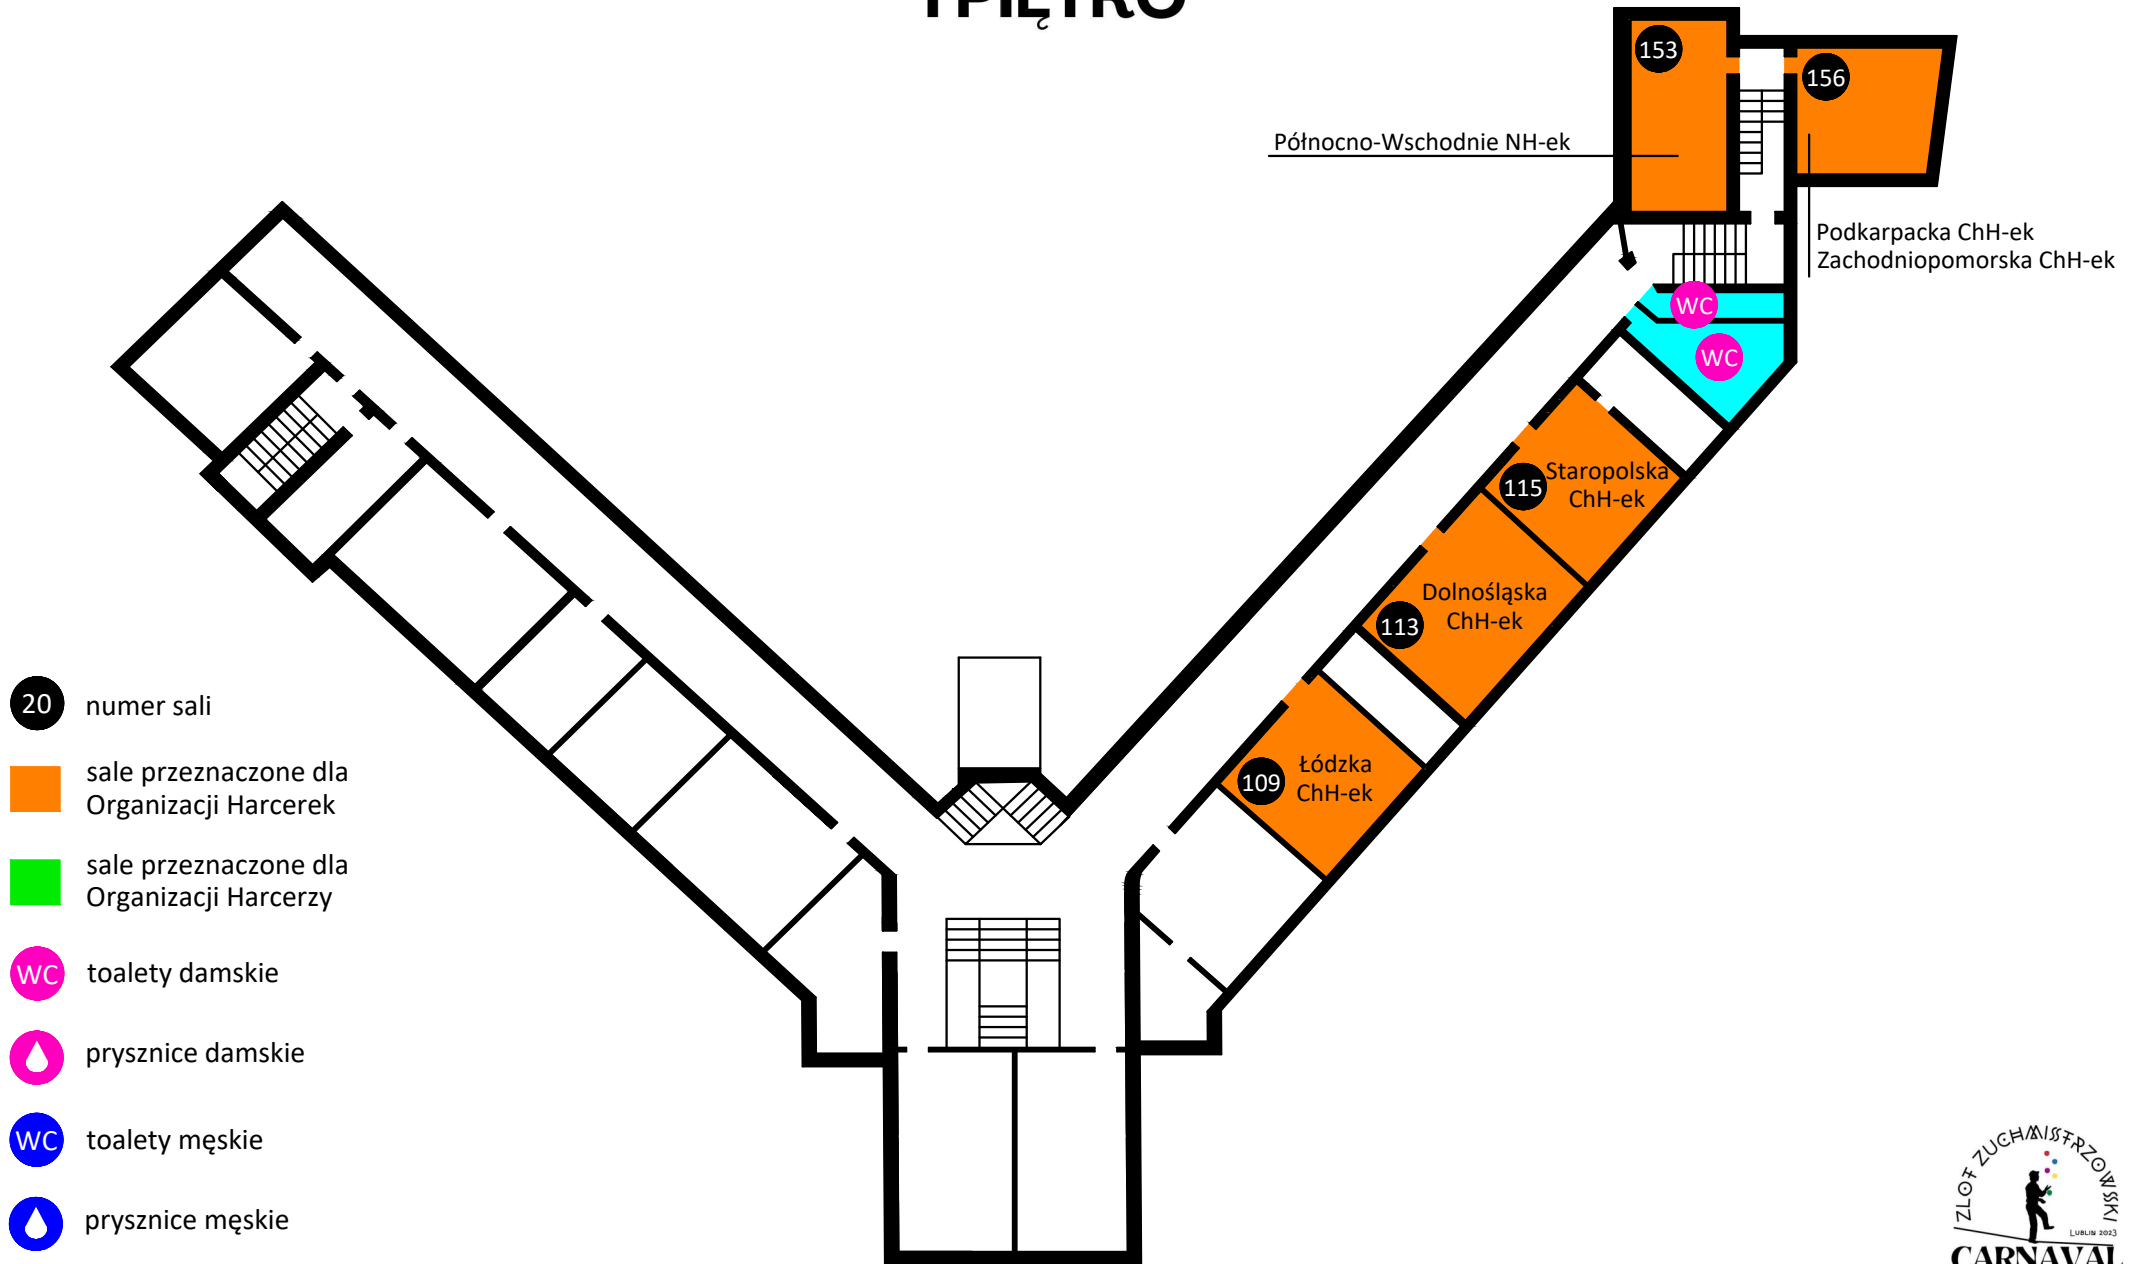 I PIĘTRO
153
156
Północno-Wschodnie NH-ek
Podkarpacka ChH-ek
Zachodniopomorska ChH-ek
WC
WC
115
Staropolska
ChH-ek
Dolnośląska
ChH-ek
113
109
Łódzka
ChH-ek
20
numer sali
sale przeznaczone dla
Organizacji Harcerek
sale przeznaczone dla
Organizacji Harcerzy
WC
toalety damskie
prysznice damskie
WC
toalety męskie
prysznice męskie
ZLOT ZUCHMISTRZOWSKI
LUBLIN 2023
CARNAVAL